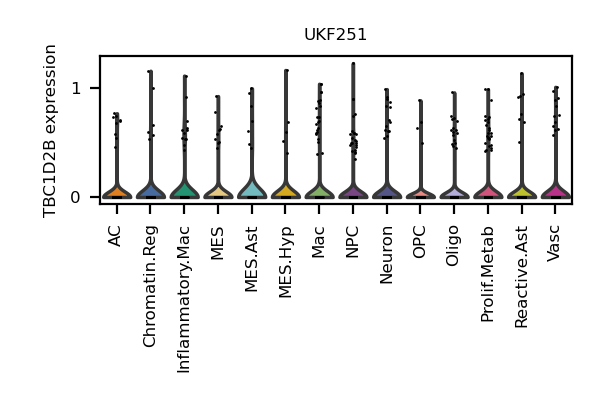 UKF251
TBC1D2B expression
1
0
AC
Chromatin.Reg
Inflammatory.Mac
MES
MES.Ast
MES.Hyp
Mac
NPC
Neuron
OPC
Oligo
Prolif.Metab
Reactive.Ast
Vasc